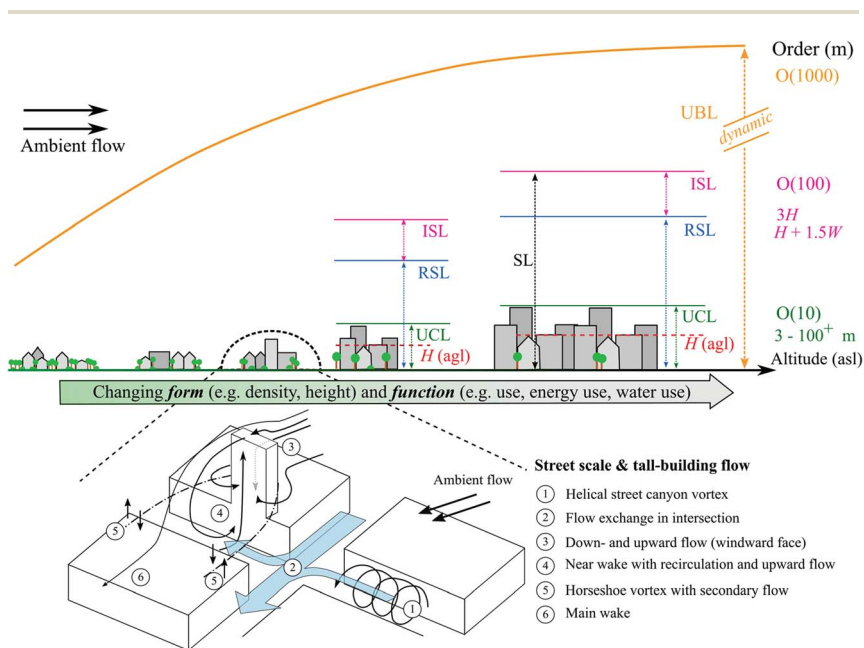 Order (m)
O(1000)
UBL
dynamic
Ambient flow
ISL
O(100)
3H
H + 1.5W
ISL
RSL
SL
RSL
UCL
O(10)
UCL
H (agl)
3 - 100+ m
H (agl)
Altitude (asl)
Changing form (e.g. density, height) and function (e.g. use, energy use, water use)
3
Ambient flow
4
5
6
5
2
1
Street scale & tall-building flow
1 Helical street canyon vortex
2 Flow exchange in intersection
3 Down- and upward flow (windward face)
4 Near wake with recirculation and upward flow
5 Horseshoe vortex with secondary flow
6 Main wake